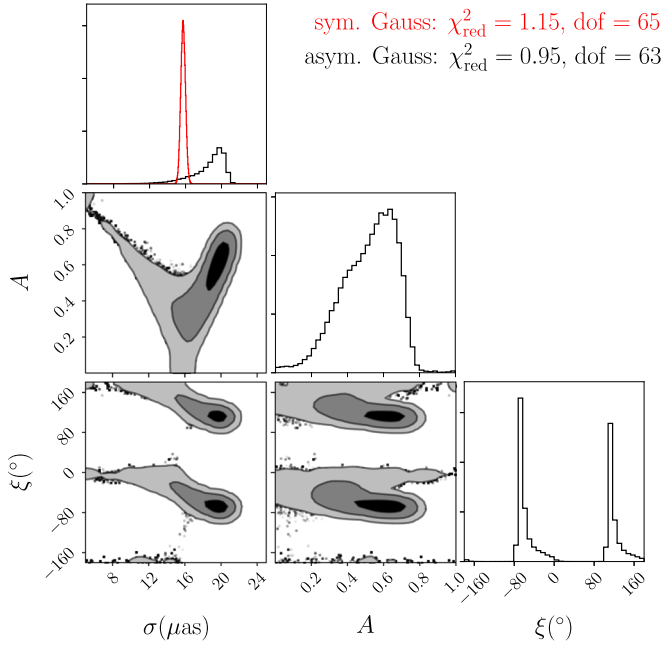 sym. Gauss: χ²red = 1.15, dof = 65
asym. Gauss: χ²red = 0.95, dof = 63
1.0
0.8
0.6
0.4
0.2
A
160
80
0
−80
−160
ξ(°)
8 12 16 20 24
σ(μas)
0.2 0.4 0.6 0.8 1.0
A
−160 −80 0 80 160
ξ(°)